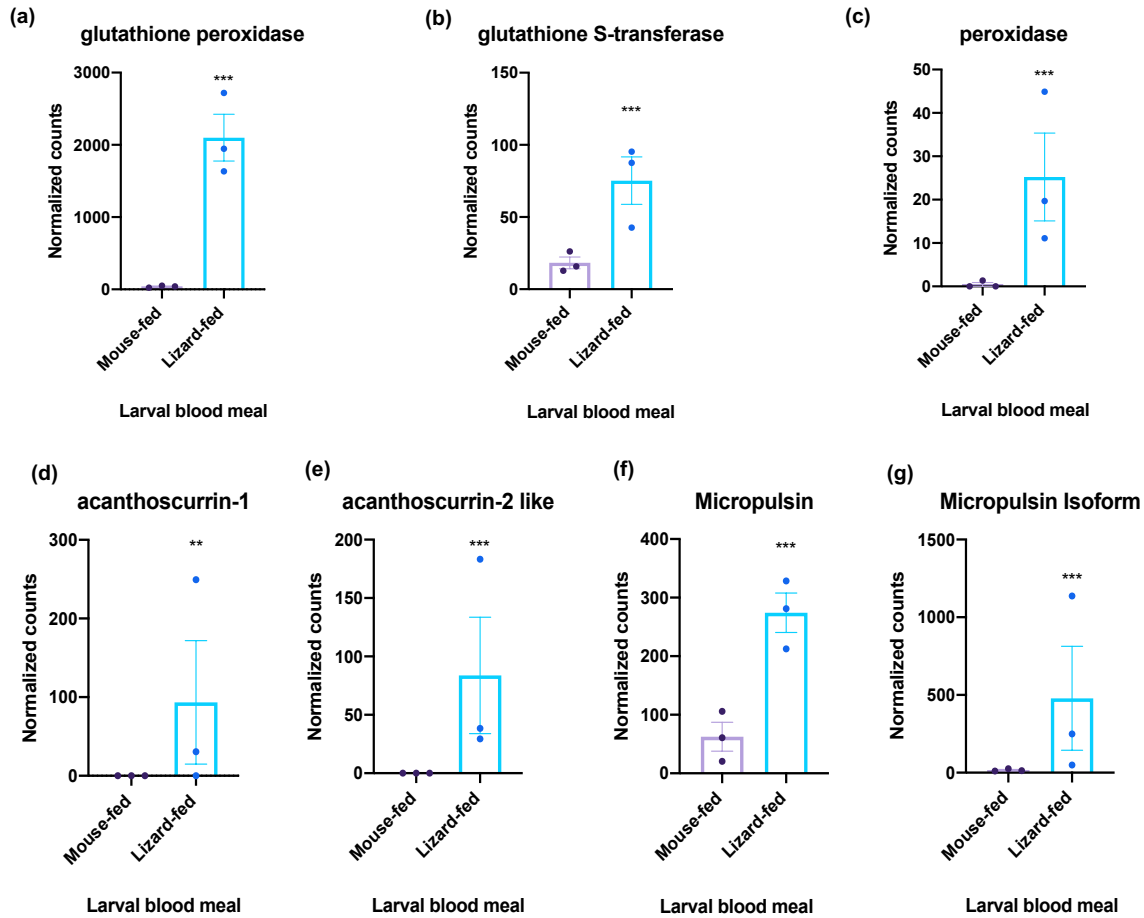 (a)
glutathione peroxidase
Normalized counts
3000
2000
1000
0
***
Mouse-fed
Lizard-fed
Larval blood meal
(b)
glutathione S-transferase
Normalized counts
150
100
50
0
***
Mouse-fed
Lizard-fed
Larval blood meal
(c)
peroxidase
Normalized counts
50
40
30
20
10
0
***
Mouse-fed
Lizard-fed
Larval blood meal
(d)
acanthoscurrin-1
Normalized counts
300
200
100
0
**
Mouse-fed
Lizard-fed
Larval blood meal
(e)
acanthoscurrin-2 like
Normalized counts
200
150
100
50
0
***
Mouse-fed
Lizard-fed
Larval blood meal
(f)
Micropulsin
Normalized counts
400
300
200
100
0
***
Mouse-fed
Lizard-fed
Larval blood meal
(g)
Micropulsin Isoform
Normalized counts
1500
1000
500
0
***
Mouse-fed
Lizard-fed
Larval blood meal